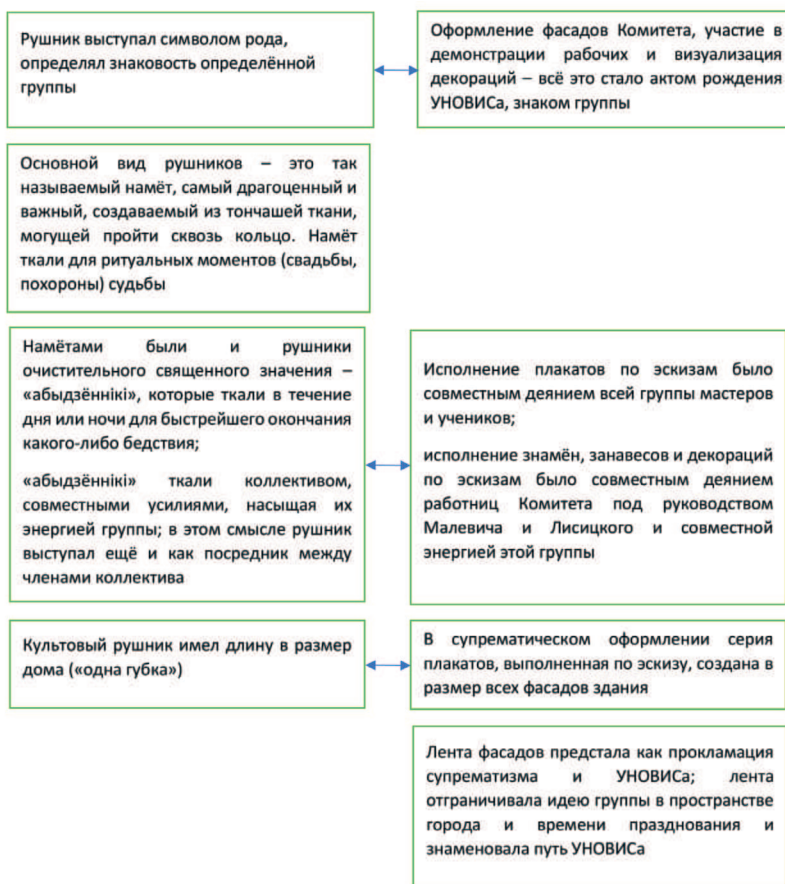 Рушник выступал символом рода,
определял знаковость определённой
группы
Оформление фасадов Комитета, участие в
демонстрации рабочих и визуализация
декораций – всё это стало актом рождения
УНОВИСа, знаком группы
Основной вид рушников – это так
называемый намёт, самый драгоценный и
важный, создаваемый из тончашей ткани,
могущей пройти сквозь кольцо. Намёт
ткали для ритуальных моментов (свадьбы,
похороны) судьбы
Намётами были и рушники
очистительного священного значения –
«абыдзённікі», которые ткали в течение
дня или ночи для быстрейшего окончания
какого-либо бедствия;
«абыдзённікі» ткали коллективом,
совместными усилиями, насыщая их
энергией группы; в этом смысле рушник
выступал ещё и как посредник между
членами коллектива
Исполнение плакатов по эскизам было
совместным деянием всей группы мастеров
и учеников;
исполнение знамён, занавесов и декораций
по эскизам было совместным деянием
работниц Комитета под руководством
Малевича и Лисицкого и совместной
энергией этой группы
Культовый рушник имел длину в размер
дома («одна губка»)
В супрематическом оформлении серия
плакатов, выполненная по эскизу, создана в
размер всех фасадов здания
Лента фасадов предстала как прокламация
супрематизма и УНОВИСа; лента
отграничивала идею группы в пространстве
города и времени празднования и
знаменовала путь УНОВИСа